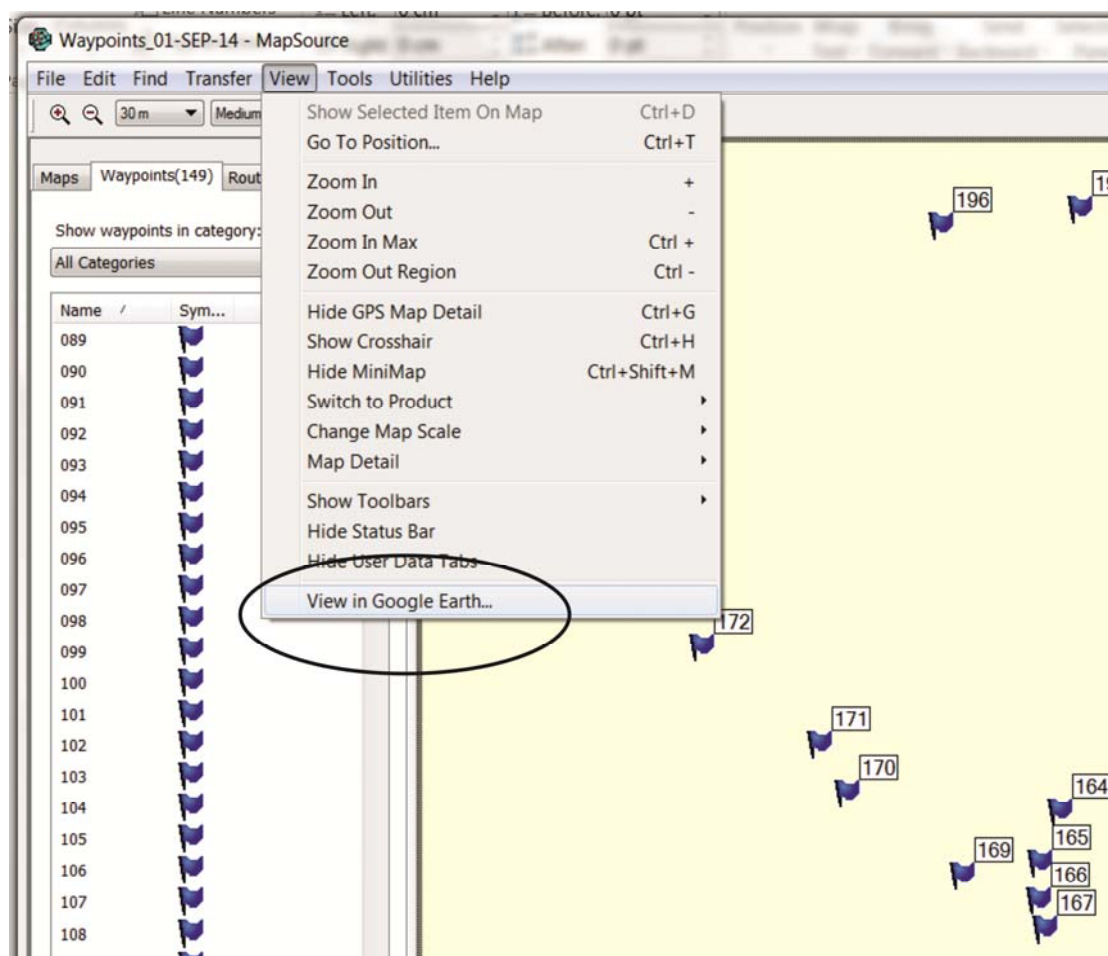 Waypoints_01-SEP-14 - MapSource
File Edit Find Transfer View Tools Utilities Help
30 m Medium
Maps Waypoints(149) Rout
Show waypoints in category:
All Categories
Name Sym...
089
090
091
092
093
094
095
096
097
098
099
100
101
102
103
104
105
106
107
108
Show Selected Item On Map Ctrl+D
Go To Position... Ctrl+T
Zoom In +
Zoom Out -
Zoom In Max Ctrl +
Zoom Out Region Ctrl -
Hide GPS Map Detail Ctrl+G
Show Crosshair Ctrl+H
Hide MiniMap Ctrl+Shift+M
Switch to Product
Change Map Scale
Map Detail
Show Toolbars
Hide Status Bar
Hide User Data Tabs
View in Google Earth...
196
172
171
170
164
165
169
166
167